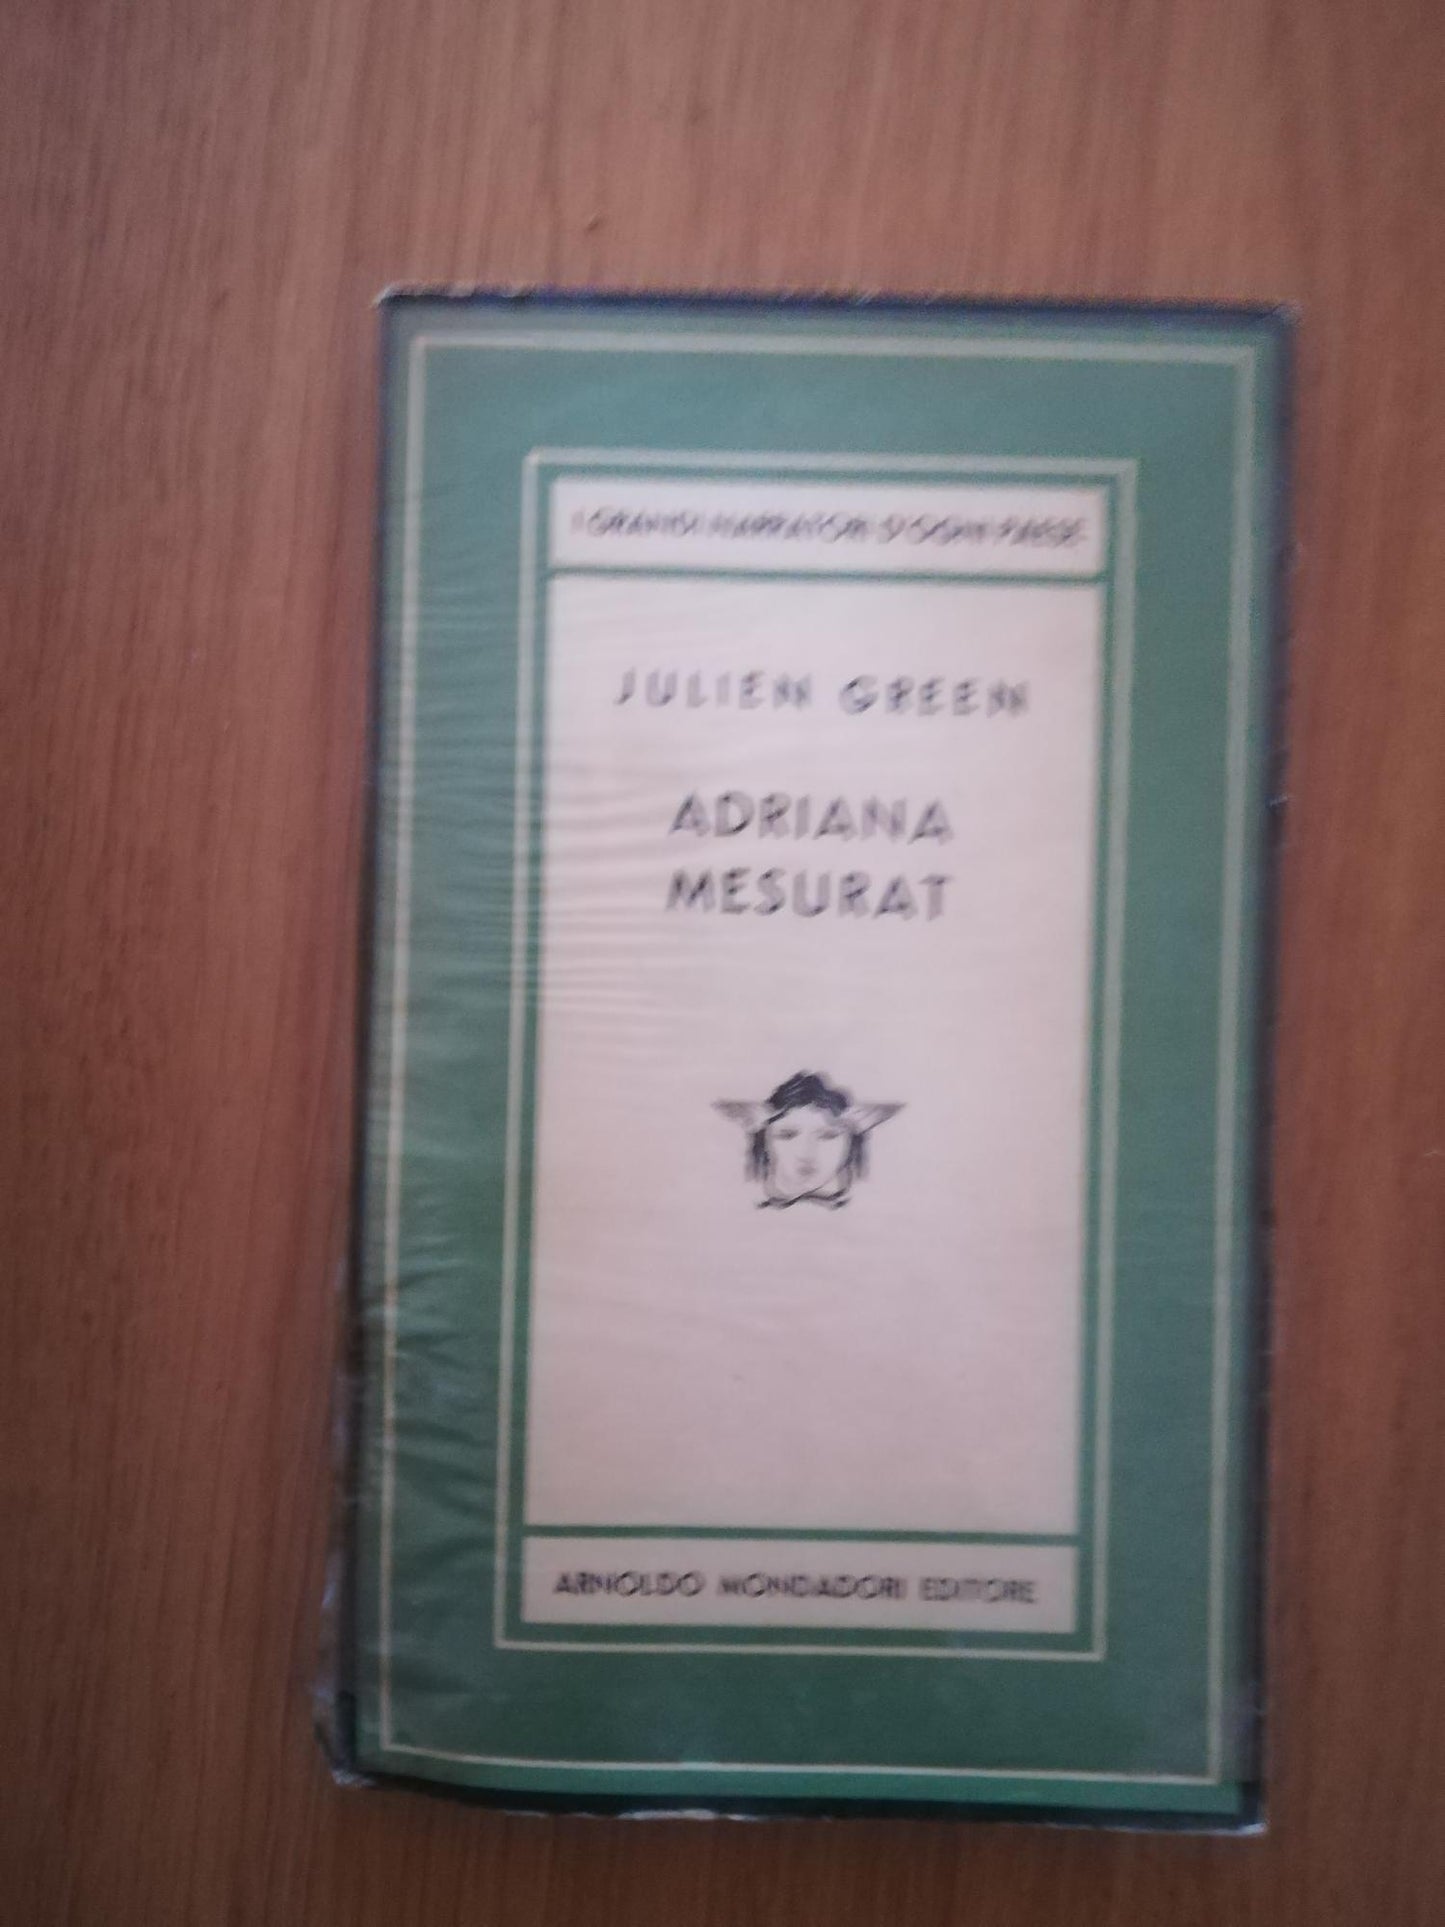 I GRANDI NARRATORI D'OGNI PAESE
JULIEN GREEN
ADRIANA
MESURAT
ARNOLDO MONDADORI EDITORE